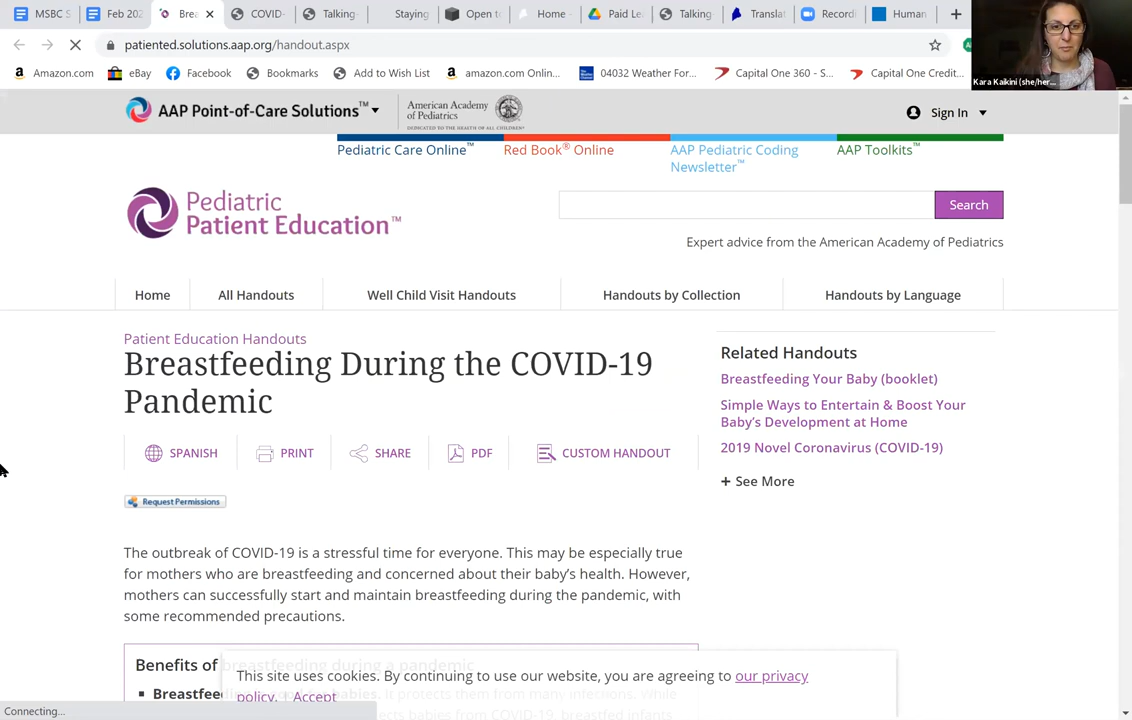 MSBC S
Feb 202
Brea
COVID-
Talking-
Staying
Open to
Home -
Paid Lea
Talking
Translat
Recordi
Human
patiented.solutions.aap.org/handout.aspx
Amazon.com
eBay
Facebook
Bookmarks
Add to Wish List
amazon.com Onlin...
04032 Weather For...
Capital One 360 - S...
Capital One Credit...
Kara Kaikini (she/her...
AAP Point-of-Care Solutions™
American Academy
of Pediatrics
DEDICATED TO THE HEALTH OF ALL CHILDREN®
Sign In
Pediatric Care Online™
Red Book® Online
AAP Pediatric Coding
Newsletter™
AAP Toolkits™
Pediatric
Patient Education™
Search
Expert advice from the American Academy of Pediatrics
Home
All Handouts
Well Child Visit Handouts
Handouts by Collection
Handouts by Language
Patient Education Handouts
Breastfeeding During the COVID-19
Pandemic
SPANISH
PRINT
SHARE
PDF
CUSTOM HANDOUT
Request Permissions
Related Handouts
Breastfeeding Your Baby (booklet)
Simple Ways to Entertain & Boost Your
Baby's Development at Home
2019 Novel Coronavirus (COVID-19)
+ See More
The outbreak of COVID-19 is a stressful time for everyone. This may be especially true
for mothers who are breastfeeding and concerned about their baby's health. However,
mothers can successfully start and maintain breastfeeding during the pandemic, with
some recommended precautions.
Benefits of breastfeeding during a pandemic
This site uses cookies. By continuing to use our website, you are agreeing to our privacy
policy. | Accept
Connecting...